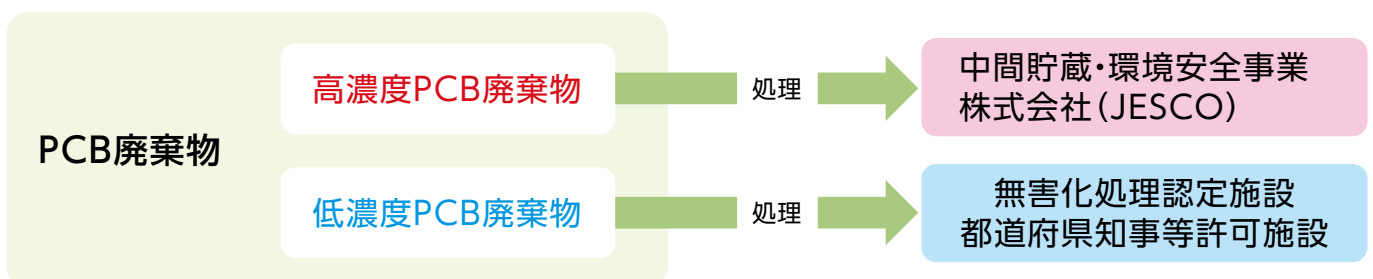 PCB廃棄物
高濃度PCB廃棄物
処理
中間貯蔵・環境安全事業
株式会社(JESCO)
低濃度PCB廃棄物
処理
無害化処理認定施設
都道府県知事等許可施設